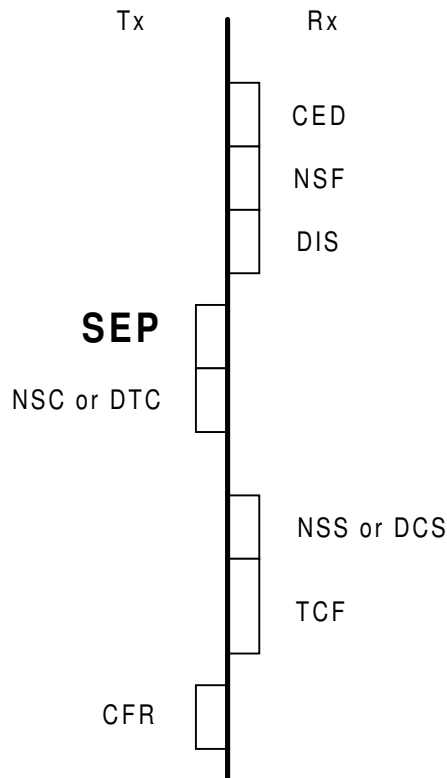 Tx Rx
CED
NSF
DIS
SEP
NSC or DTC
NSS or DCS
TCF
CFR